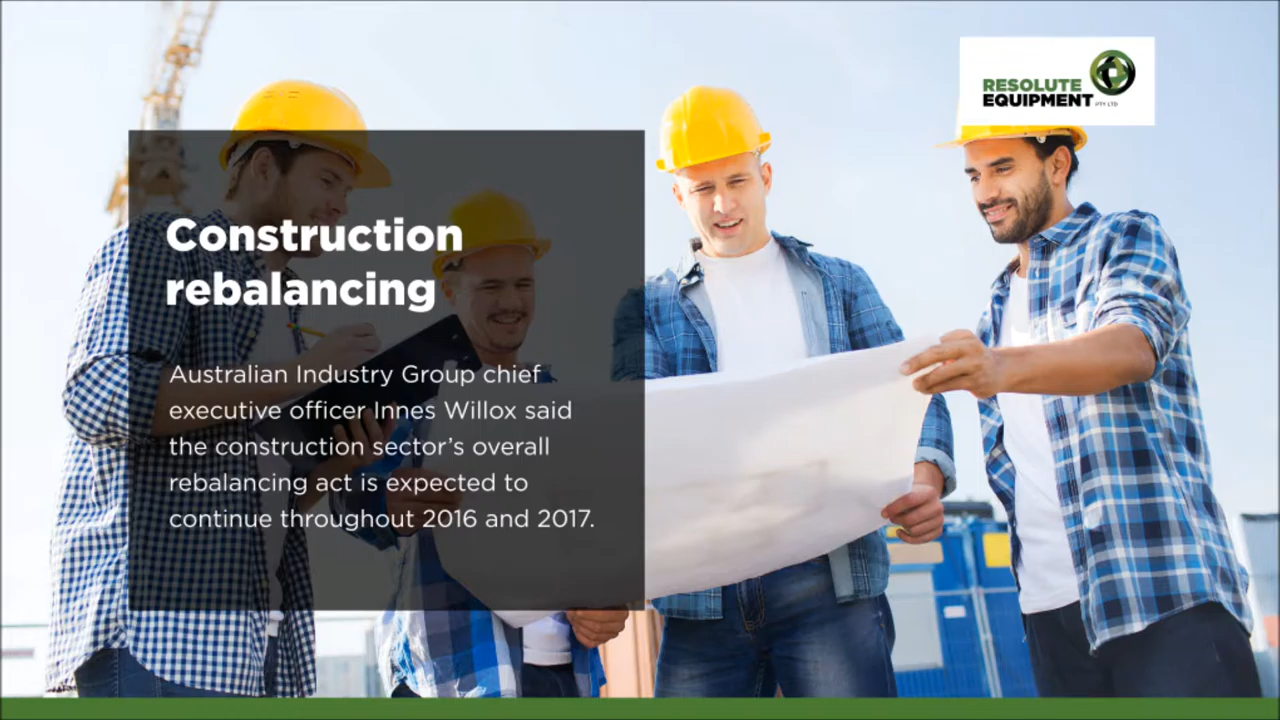 RESOLUTE
EQUIPMENT PTY LTD
Construction
rebalancing
Australian Industry Group chief
executive officer Innes Willox said
the construction sector's overall
rebalancing act is expected to
continue throughout 2016 and 2017.